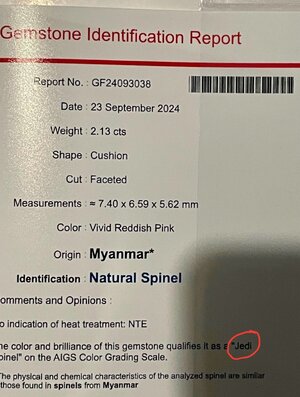 Gemstone Identification Report
Report No. : GF24093038
Date : 23 September 2024
Weight : 2.13 cts
Shape : Cushion
Cut : Faceted
Measurements : ≈ 7.40 x 6.59 x 5.62 mm
Color : Vivid Reddish Pink
Origin : Myanmar*
Identification : Natural Spinel
omments and Opinions :
o indication of heat treatment: NTE
he color and brilliance of this gemstone qualifies it as a "Jedi
pinel" on the AIGS Color Grading Scale.
The physical and chemical characteristics of the analyzed spinel are similar
those found in spinels from Myanmar